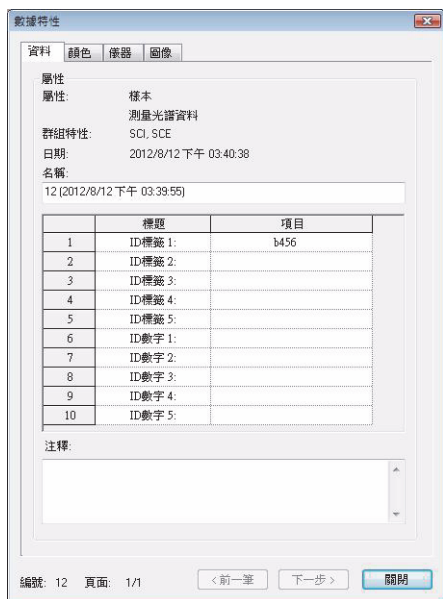 數據特性
資料 顏色 儀器 圖像
屬性
屬性: 樣本
測量光譜資料
群組特性: SCI, SCE
日期: 2012/8/12 下午 03:40:38
名稱:
12 (2012/8/12 下午 03:39:55)
標題 項目
1 ID標籤 1: b456
2 ID標籤 2:
3 ID標籤 3:
4 ID標籤 4:
5 ID標籤 5:
6 ID數字 1:
7 ID數字 2:
8 ID數字 3:
9 ID數字 4:
10 ID數字 5:
注釋:
編號: 12 頁面: 1/1 <前一筆 下一步> 關閉